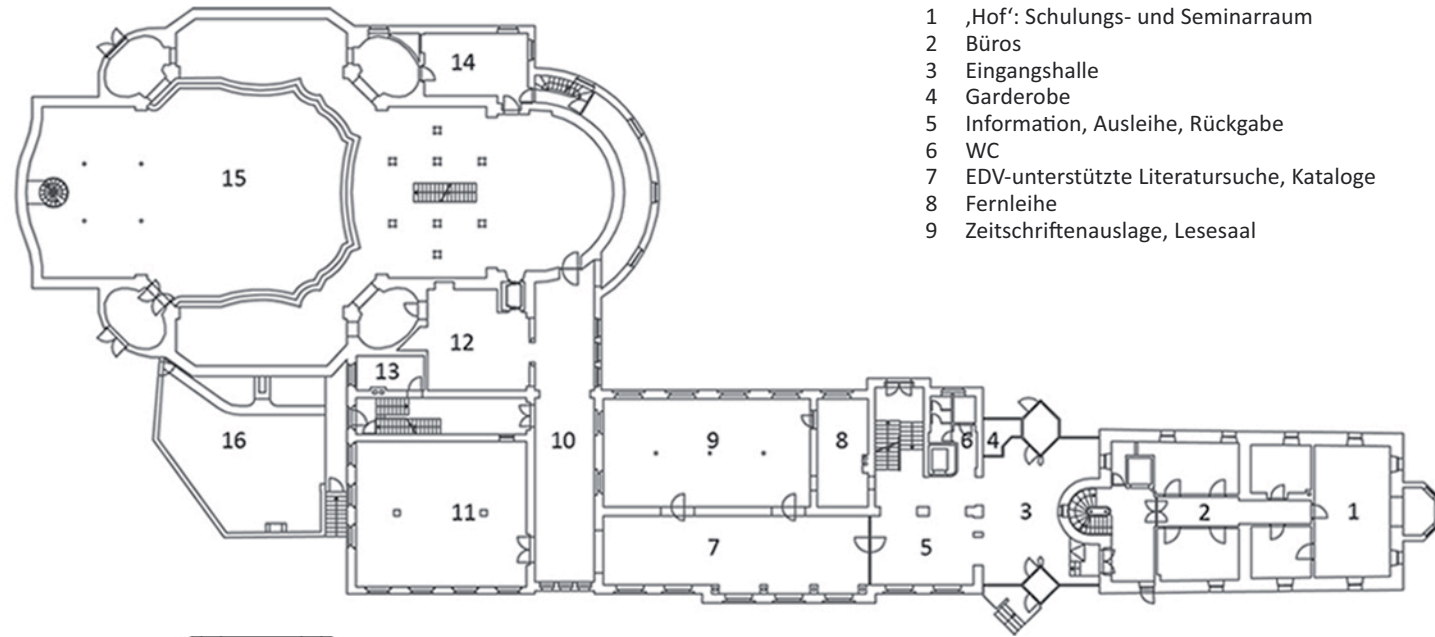 1 ‚Hof‘: Schulungs- und Seminarraum
2 Büros
3 Eingangshalle
4 Garderobe
5 Information, Ausleihe, Rückgabe
6 WC
7 EDV-unterstützte Literatursuche, Kataloge
8 Fernleihe
9 Zeitschriftenauslage, Lesesaal
14
15
12
13
16
10
9
8
6
4
11
7
5
3
2
1